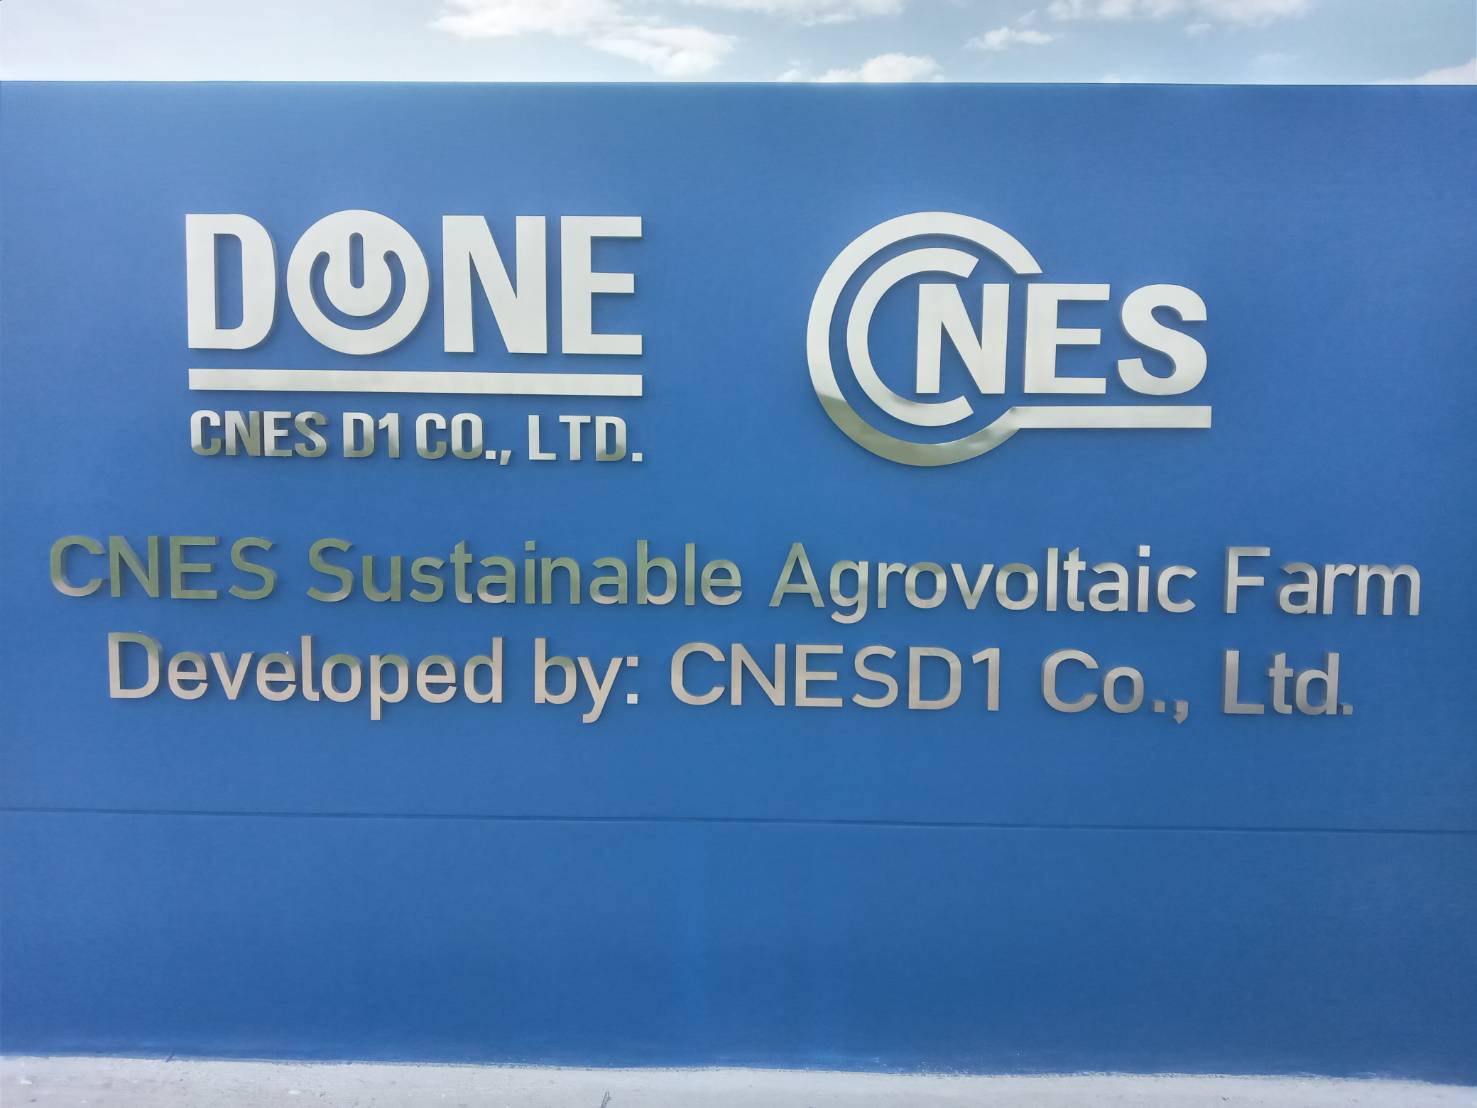 DONE
CNES D1 CO., LTD.
CNES
CNES Sustainable Agrovoltaic Farm
Developed by: CNESD1 Co., Ltd.